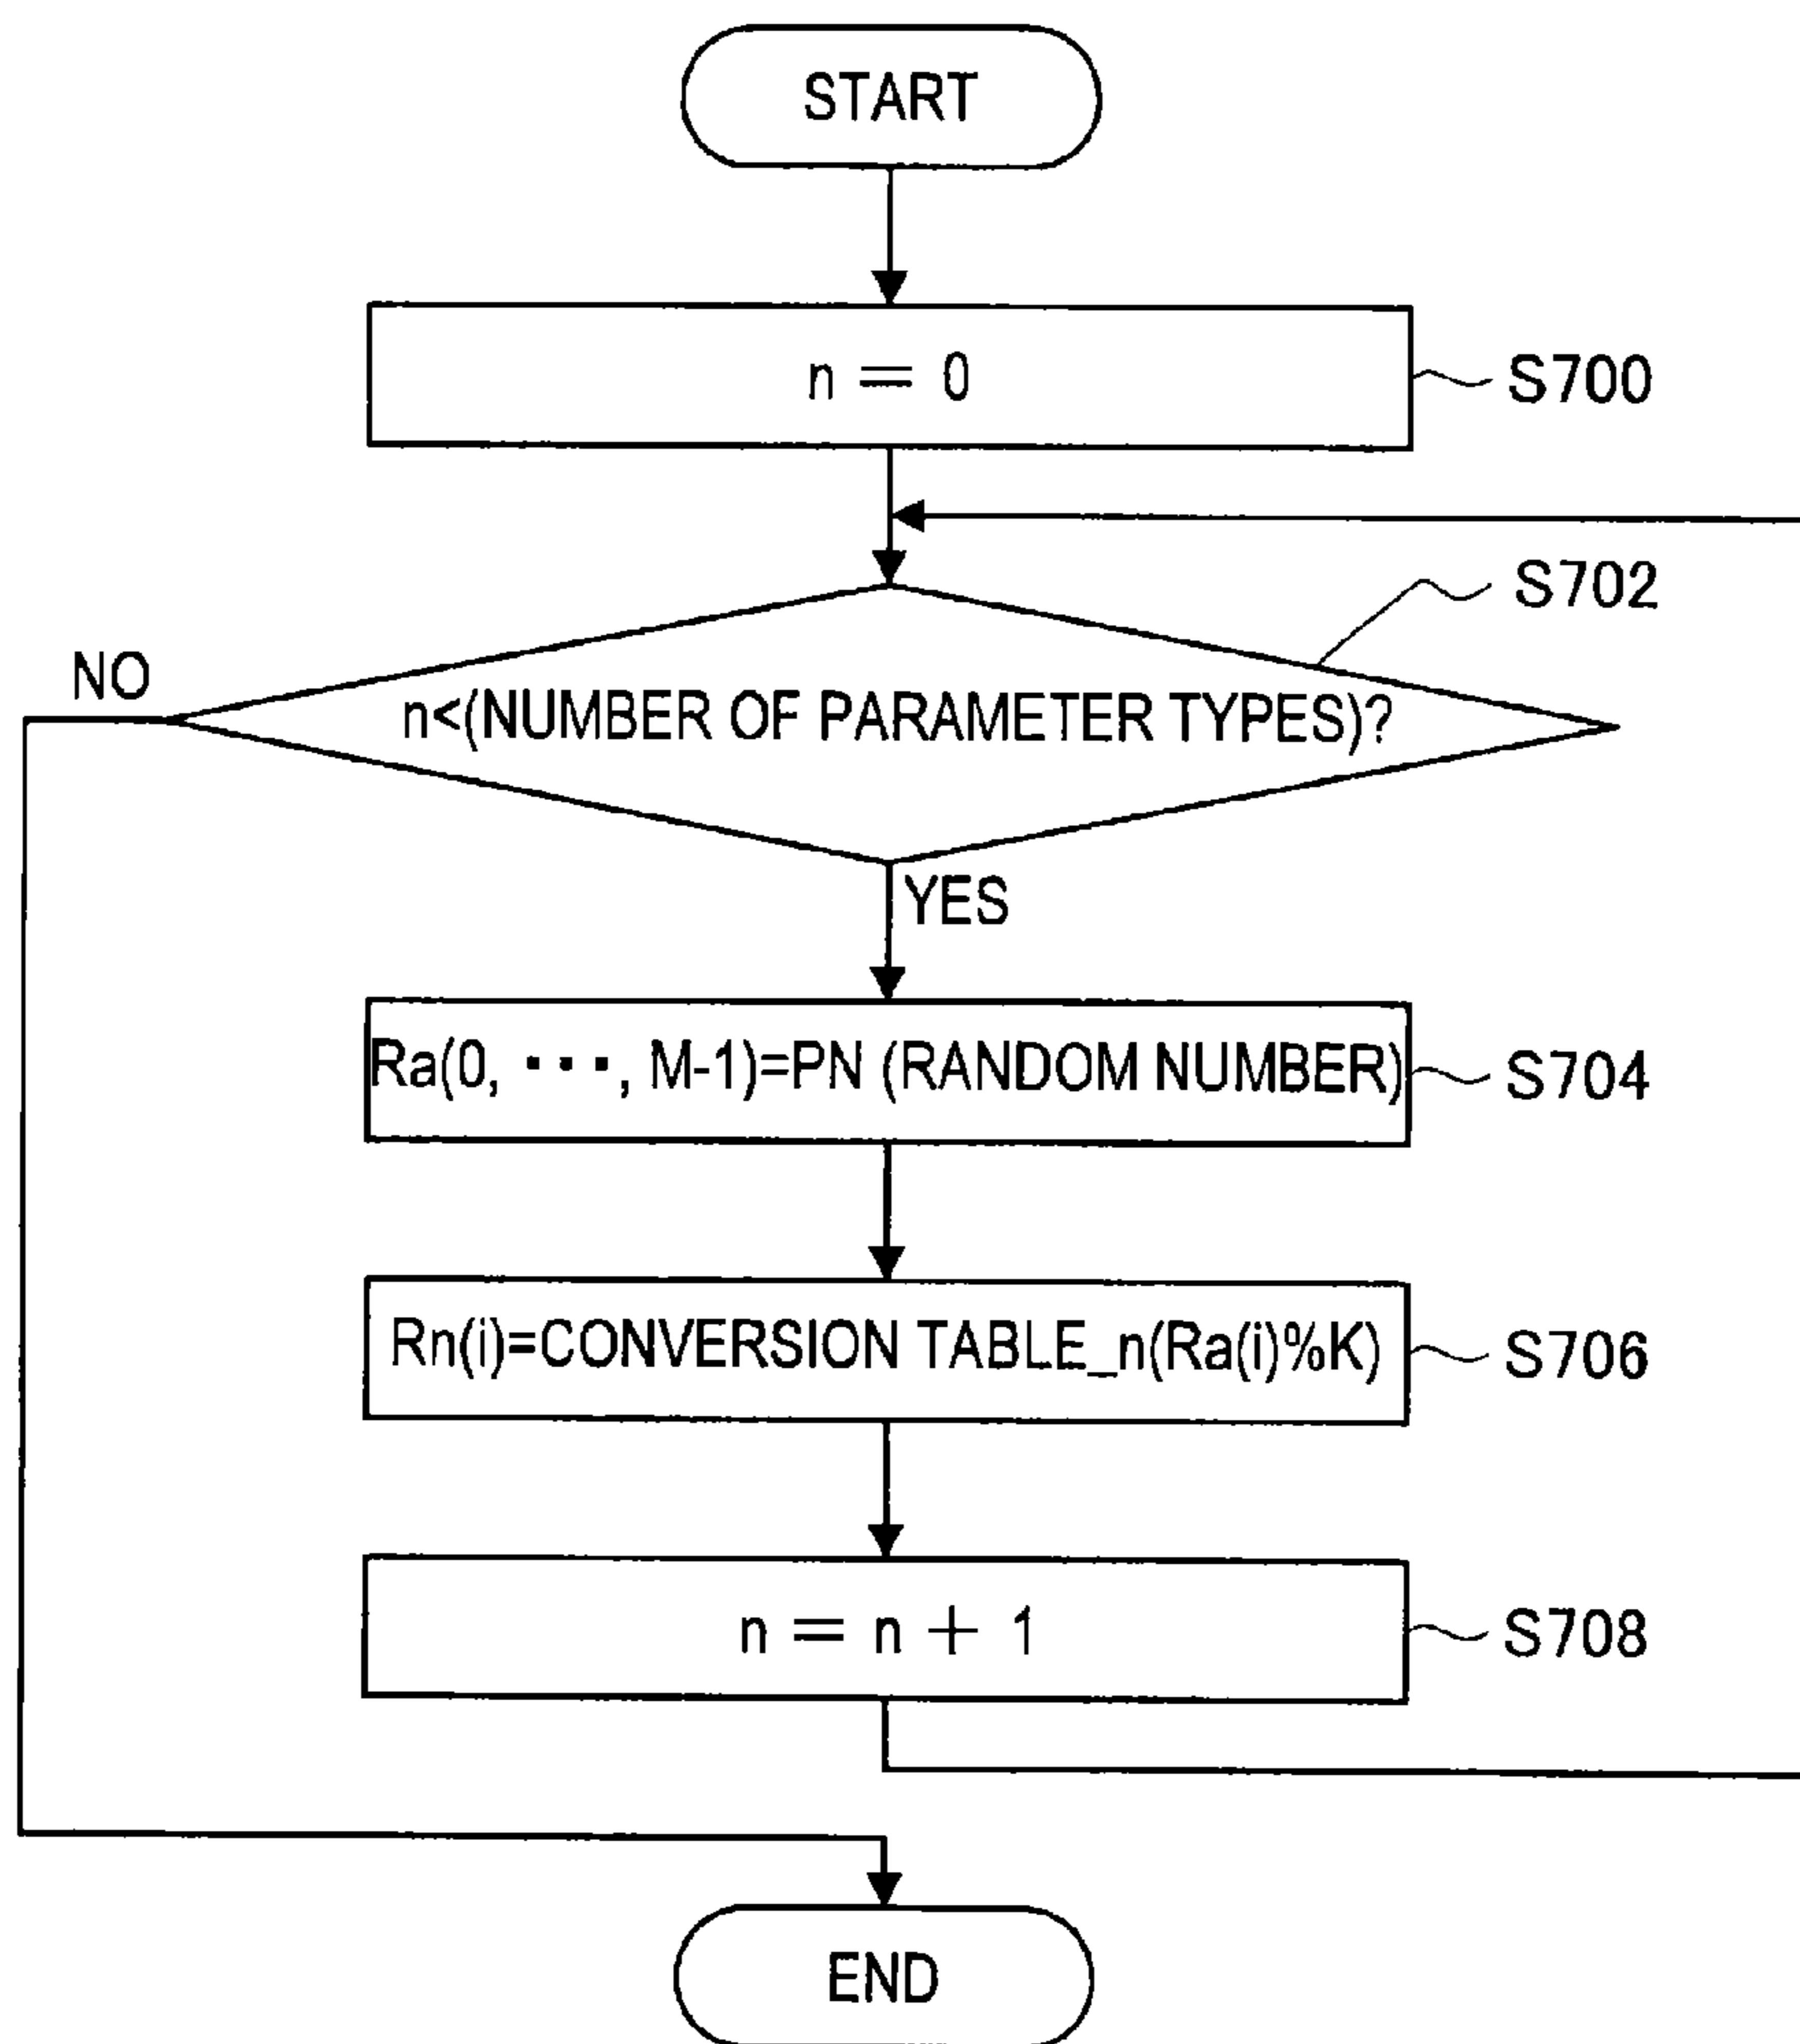 START
n = 0
S700
S702
NO
n<(NUMBER OF PARAMETER TYPES)?
YES
Ra(0, ･･･, M-1)=PN (RANDOM NUMBER)
S704
Rn(i)=CONVERSION TABLE_n(Ra(i)%K)
S706
n = n + 1
S708
END